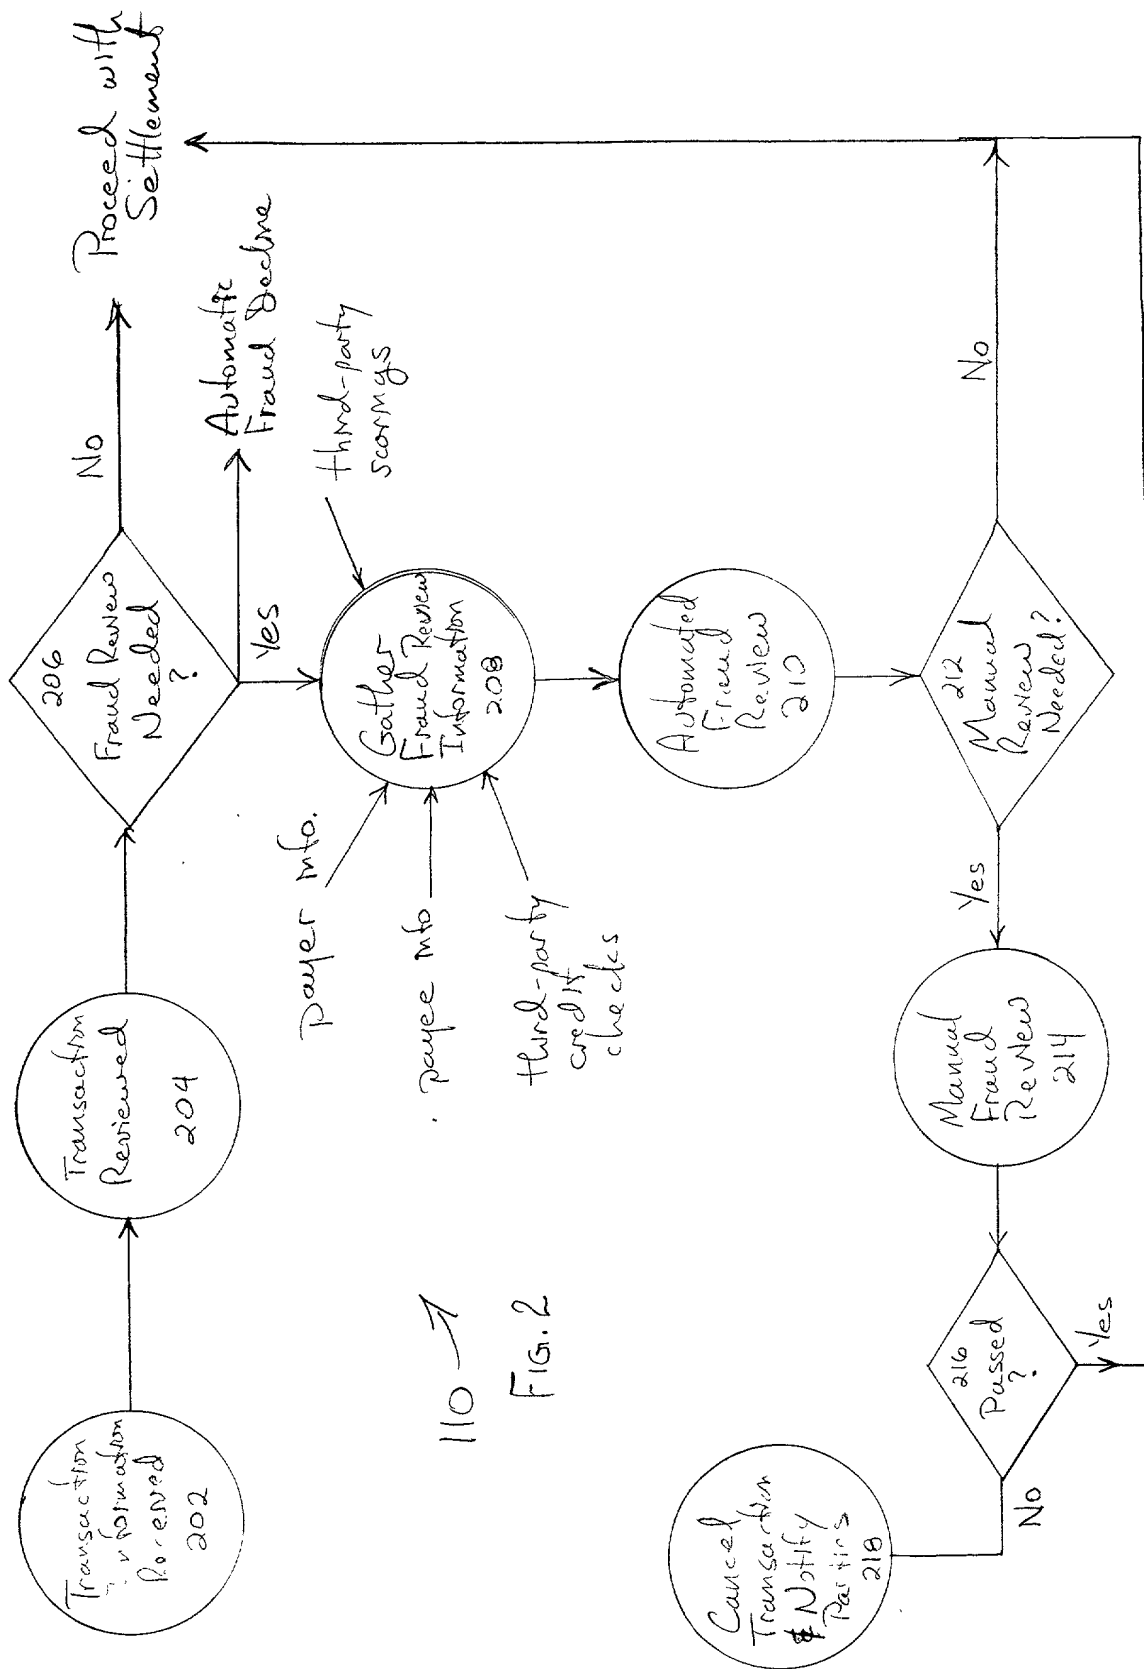 Transaction
Information
Received
202
Transaction
Reviewed
204
206
Fraud Review
Needed
?
No
Proceed with
Settlement
Yes
Automatic
Fraud Decline
payer info.
payee info
third-party
credit
checks
third-party
scorings
Gather
Fraud Review
Information
208
Automated
Fraud
Review
210
212
Manual
Review
Needed?
No
Yes
Manual
Fraud
Review
214
216
Passed
?
Yes
No
Cancel
Transaction
& Notify
Parties
218
110
FIG. 2